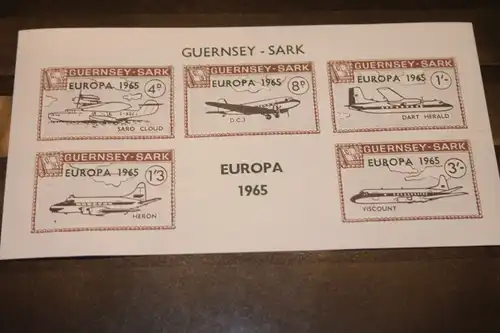 GUERNSEY - SARK
GUERNSEY-SARK
EUROPA 1965
4D
SARO CLOUD
GUERNSEY-SARK
EUROPA 1965
8D
D.C.3
GUERNSEY-SARK
EUROPA 1965
1/-
DART HERALD
GUERNSEY-SARK
EUROPA 1965
1'3
HERON
EUROPA
1965
GUERNSEY-SARK
EUROPA 1965
3/-
VISCOUNT